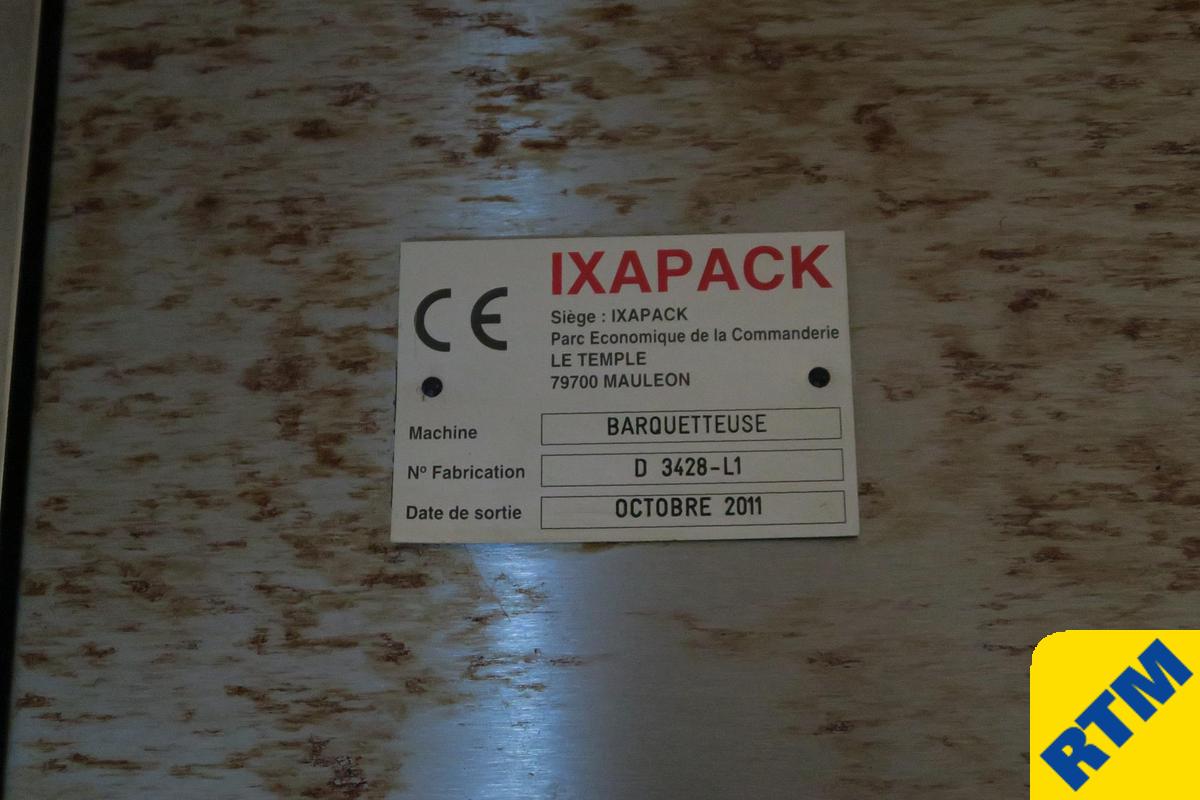 IXAPACK
CE
Siège : IXAPACK
Parc Economique de la Commanderie
LE TEMPLE
79700 MAULEON
Machine BARQUETTEUSE
Nº Fabrication D 3428-L1
Date de sortie OCTOBRE 2011
RTM